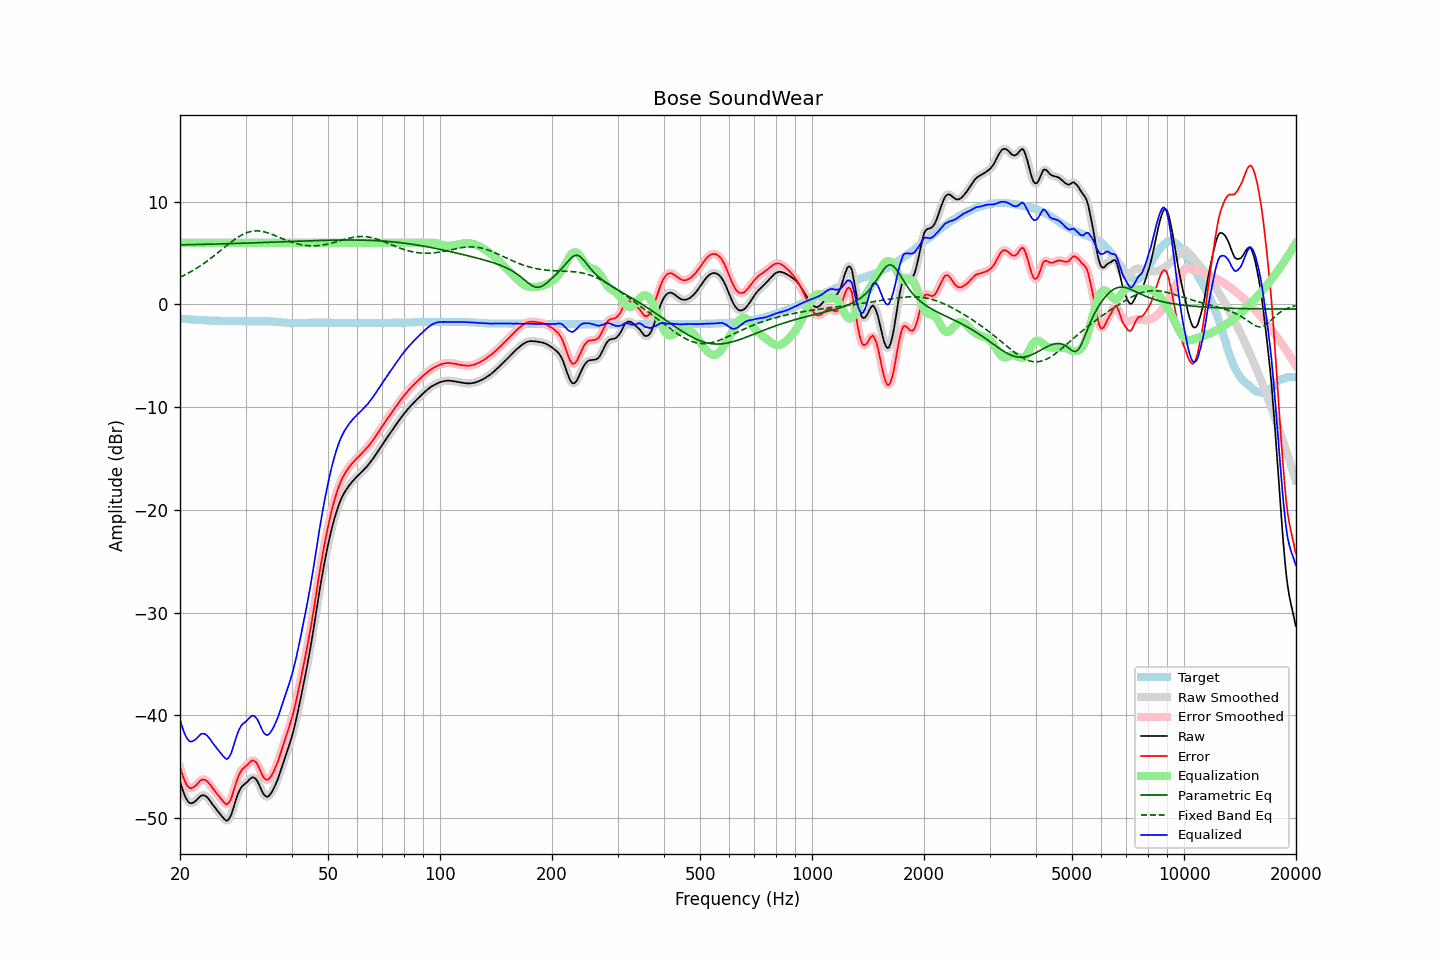 Bose SoundWear
10
0
−10
−20
−30
−40
−50
Amplitude (dBr)
20
50
100
200
500
1000
2000
5000
10000
20000
Frequency (Hz)
Target
Raw Smoothed
Error Smoothed
Raw
Error
Equalization
Parametric Eq
Fixed Band Eq
Equalized